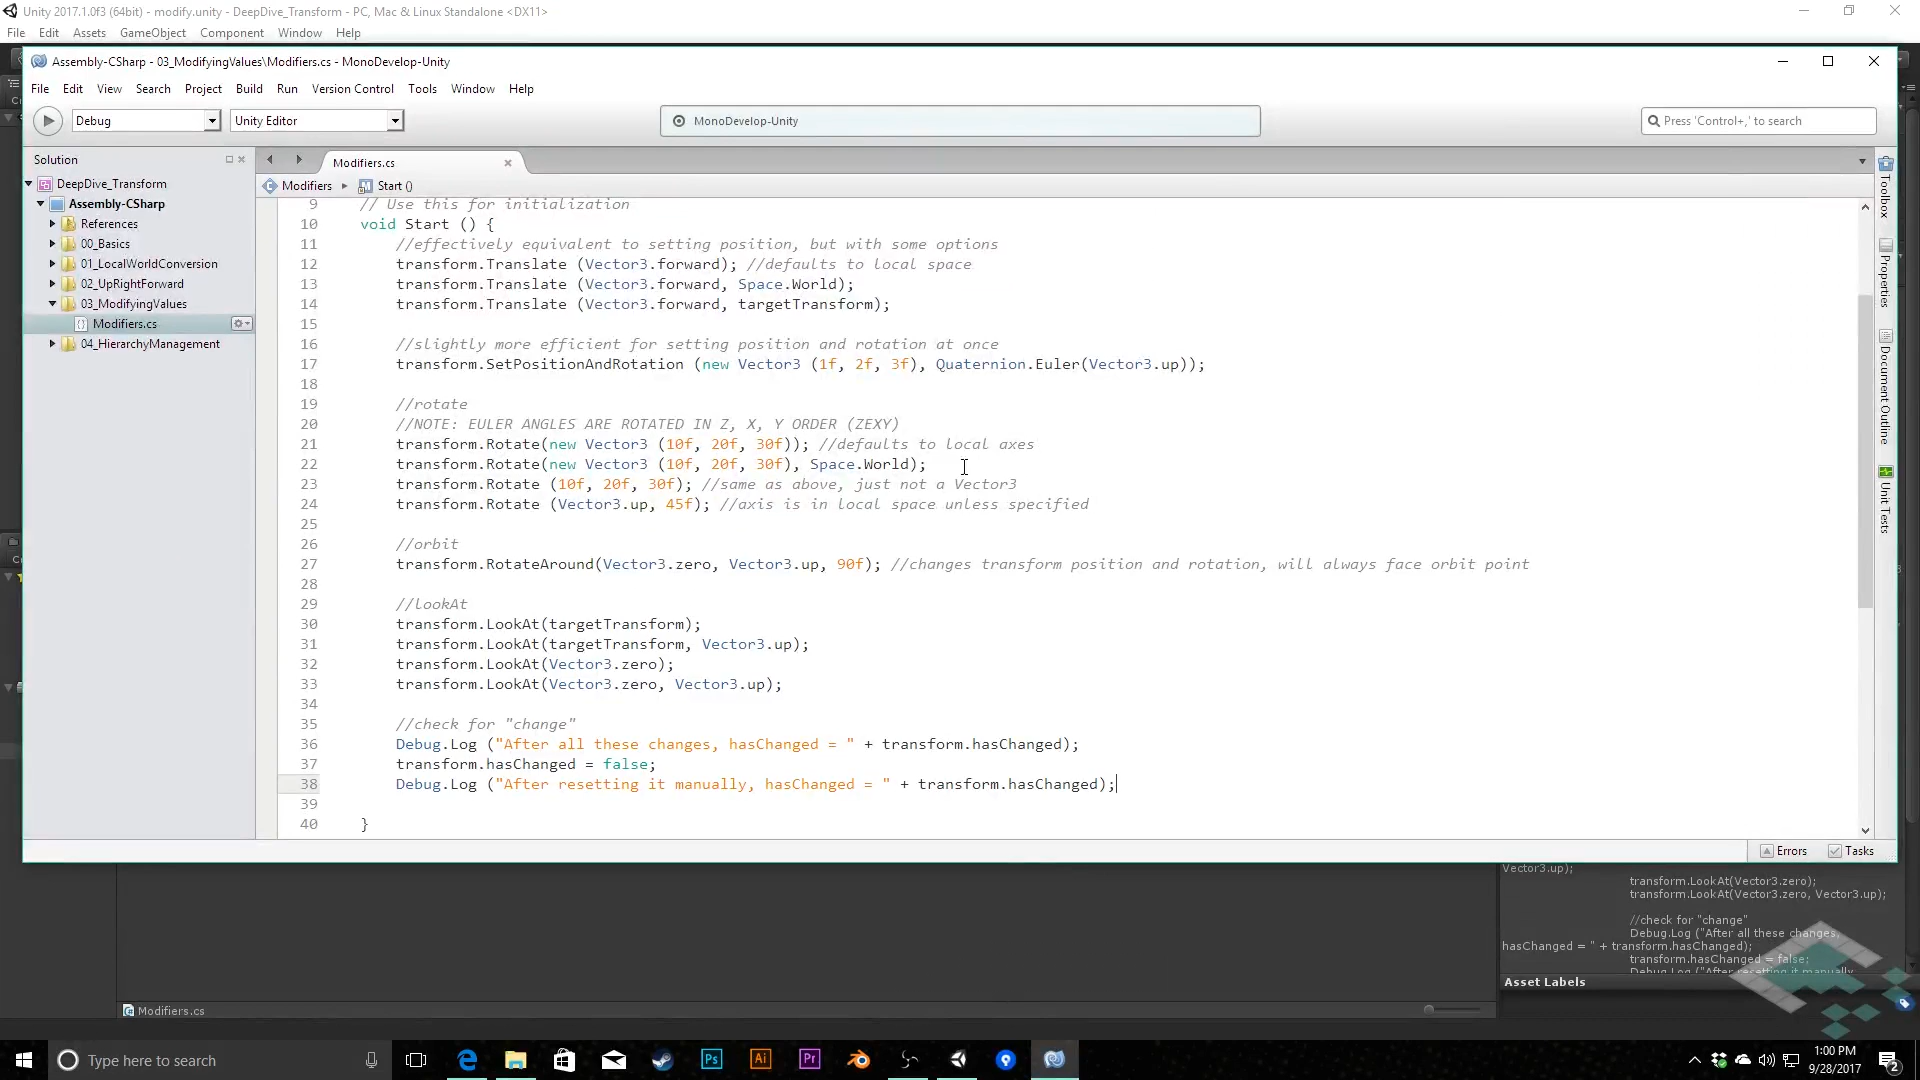 Unity 2017.1.0f3 (64bit) - modify.unity - DeepDive_Transform - PC, Mac & Linux Standalone <DX11>
File Edit Assets GameObject Component Window Help
Assembly-CSharp - 03_ModifyingValues\Modifiers.cs - MonoDevelop-Unity
File Edit View Search Project Build Run Version Control Tools Window Help
Debug Unity Editor MonoDevelop-Unity Press 'Control+,' to search
Solution
Modifiers.cs
DeepDive_Transform
Assembly-CSharp
References
00_Basics
01_LocalWorldConversion
02_UpRightForward
03_ModifyingValues
Modifiers.cs
04_HierarchyManagement
Modifiers Start ()
9 // Use this for initialization
10 void Start () {
11 //effectively equivalent to setting position, but with some options
12 transform.Translate (Vector3.forward); //defaults to local space
13 transform.Translate (Vector3.forward, Space.World);
14 transform.Translate (Vector3.forward, targetTransform);
15
16 //slightly more efficient for setting position and rotation at once
17 transform.SetPositionAndRotation (new Vector3 (1f, 2f, 3f), Quaternion.Euler(Vector3.up));
18
19 //rotate
20 //NOTE: EULER ANGLES ARE ROTATED IN Z, X, Y ORDER (ZEXY)
21 transform.Rotate(new Vector3 (10f, 20f, 30f)); //defaults to local axes
22 transform.Rotate(new Vector3 (10f, 20f, 30f), Space.World);
23 transform.Rotate (10f, 20f, 30f); //same as above, just not a Vector3
24 transform.Rotate (Vector3.up, 45f); //axis is in local space unless specified
25
26 //orbit
27 transform.RotateAround(Vector3.zero, Vector3.up, 90f); //changes transform position and rotation, will always face orbit point
28
29 //lookAt
30 transform.LookAt(targetTransform);
31 transform.LookAt(targetTransform, Vector3.up);
32 transform.LookAt(Vector3.zero);
33 transform.LookAt(Vector3.zero, Vector3.up);
34
35 //check for "change"
36 Debug.Log ("After all these changes, hasChanged = " + transform.hasChanged);
37 transform.hasChanged = false;
38 Debug.Log ("After resetting it manually, hasChanged = " + transform.hasChanged);
39
40 }
Toolbox
Properties
Document Outline
Unit Tests
Errors Tasks
Vector3.up);
transform.LookAt(Vector3.zero);
transform.LookAt(Vector3.zero, Vector3.up);
//check for "change"
Debug.Log ("After all these changes,
hasChanged = " + transform.hasChanged);
transform.hasChanged = false;
Debug.Log ("After resetting it manually
Asset Labels
Modifiers.cs
Type here to search
Ps Ai Pr
1:00 PM
9/28/2017
2